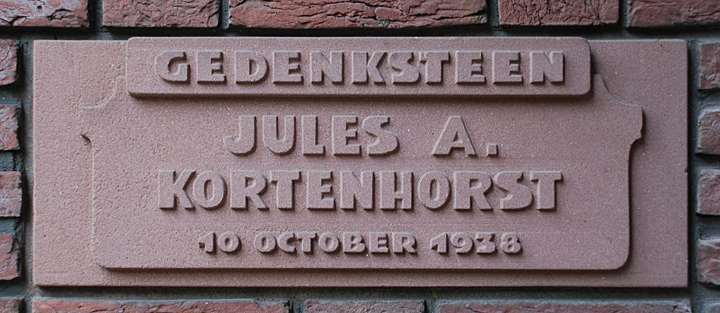 GEDENKSTEEN
JULES A.
KORTENHORST
10 OCTOBER 1938